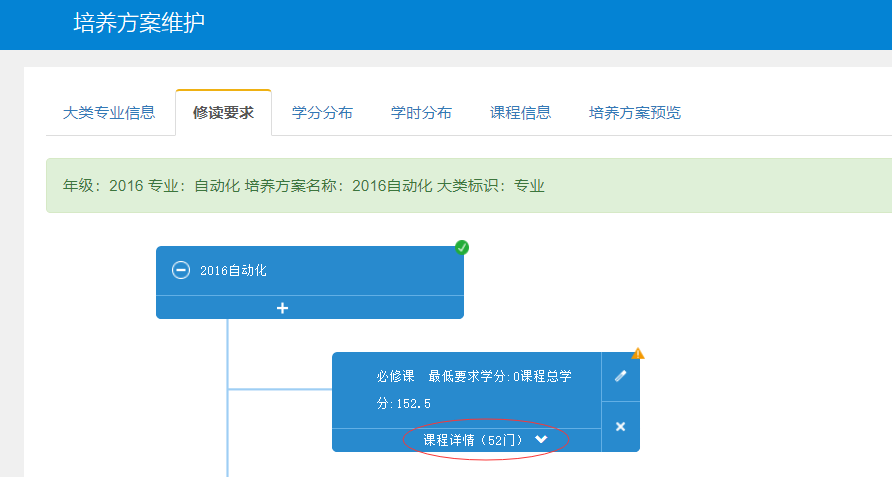 培养方案维护
大类专业信息 修读要求 学分分布 学时分布 课程信息 培养方案预览
年级：2016 专业：自动化 培养方案名称：2016自动化 大类标识：专业
2016自动化
必修课 最低要求学分:0课程总学
分:152.5
课程详情（52门）